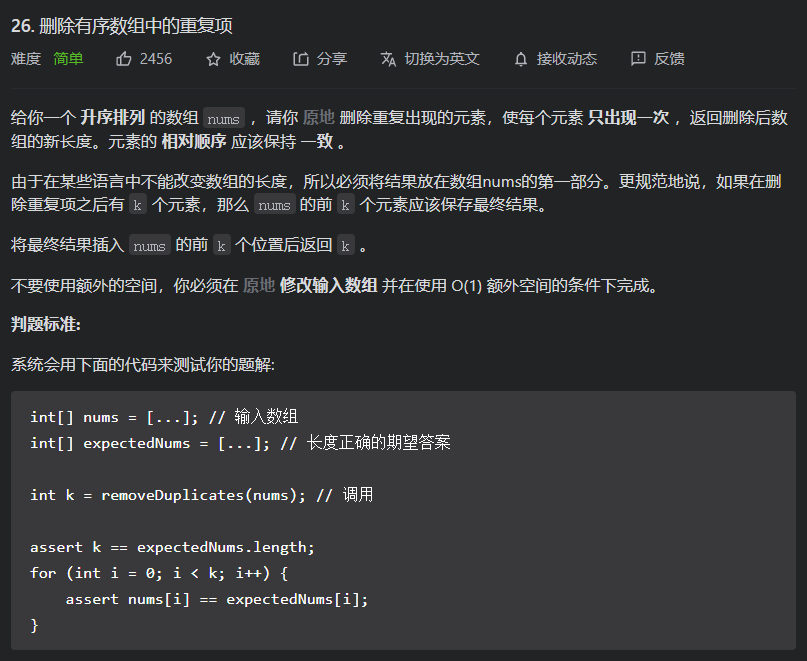 26. 删除有序数组中的重复项
难度 简单 2456 收藏 分享 切换为英文 接收动态 反馈
给你一个 升序排列 的数组 nums ，请你 原地 删除重复出现的元素，使每个元素 只出现一次 ，返回删除后数
组的新长度。元素的 相对顺序 应该保持 一致 。
由于在某些语言中不能改变数组的长度，所以必须将结果放在数组nums的第一部分。更规范地说，如果在删
除重复项之后有 k 个元素，那么 nums 的前 k 个元素应该保存最终结果。
将最终结果插入 nums 的前 k 个位置后返回 k 。
不要使用额外的空间，你必须在 原地 修改输入数组 并在使用 O(1) 额外空间的条件下完成。
判题标准:
系统会用下面的代码来测试你的题解:
int[] nums = [...]; // 输入数组
int[] expectedNums = [...]; // 长度正确的期望答案
int k = removeDuplicates(nums); // 调用
assert k == expectedNums.length;
for (int i = 0; i < k; i++) {
    assert nums[i] == expectedNums[i];
}